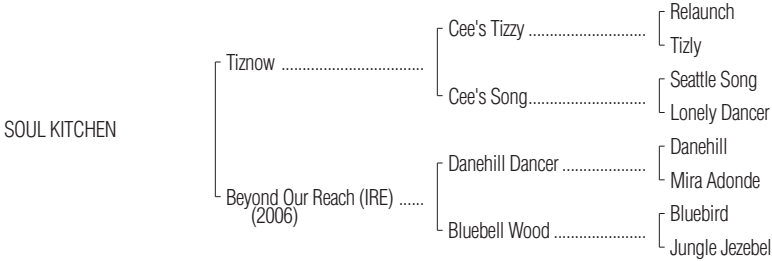 Relaunch
Cee's Tizzy ..............................
Tizly
Tiznow ....................................
Seattle Song
Cee's Song..............................
Lonely Dancer
SOUL KITCHEN
Danehill
Danehill Dancer ......................
Mira Adonde
Beyond Our Reach (IRE) ......
(2006)
Bluebird
Bluebell Wood ........................
Jungle Jezebel